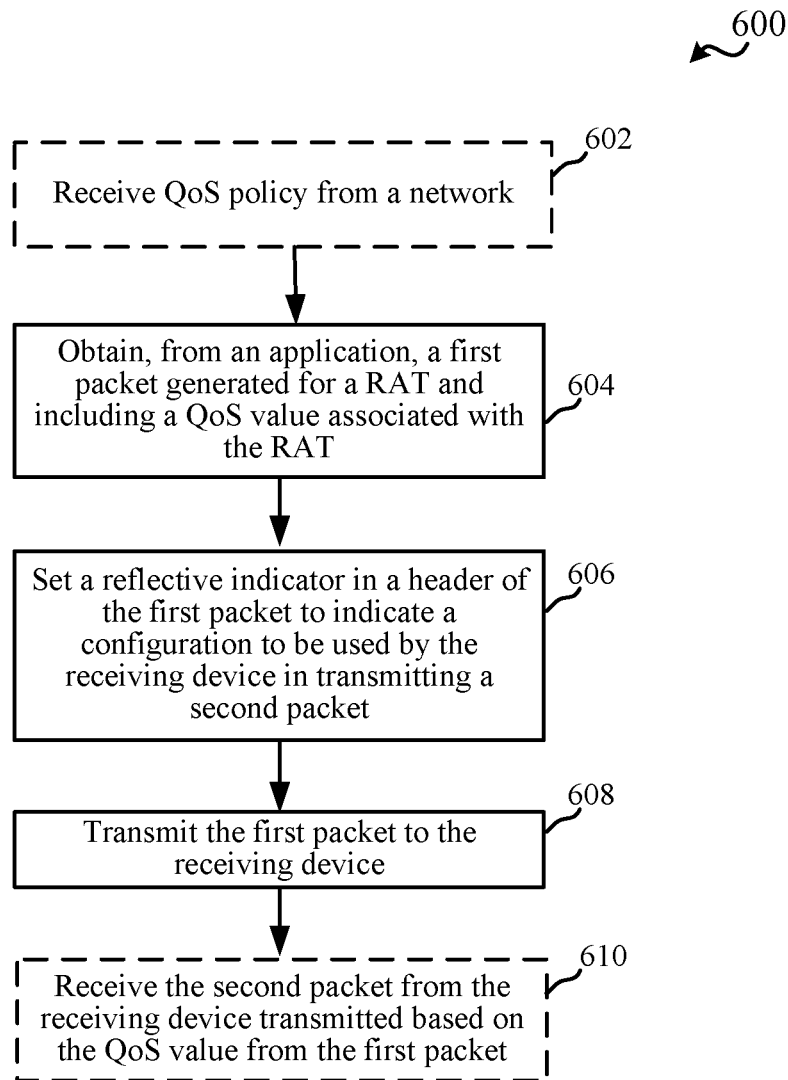 600
602
Receive QoS policy from a network
Obtain, from an application, a first
packet generated for a RAT and
including a QoS value associated with
the RAT
604
Set a reflective indicator in a header of
the first packet to indicate a
configuration to be used by the
receiving device in transmitting a
second packet
606
608
Transmit the first packet to the
receiving device
610
Receive the second packet from the
receiving device transmitted based on
the QoS value from the first packet